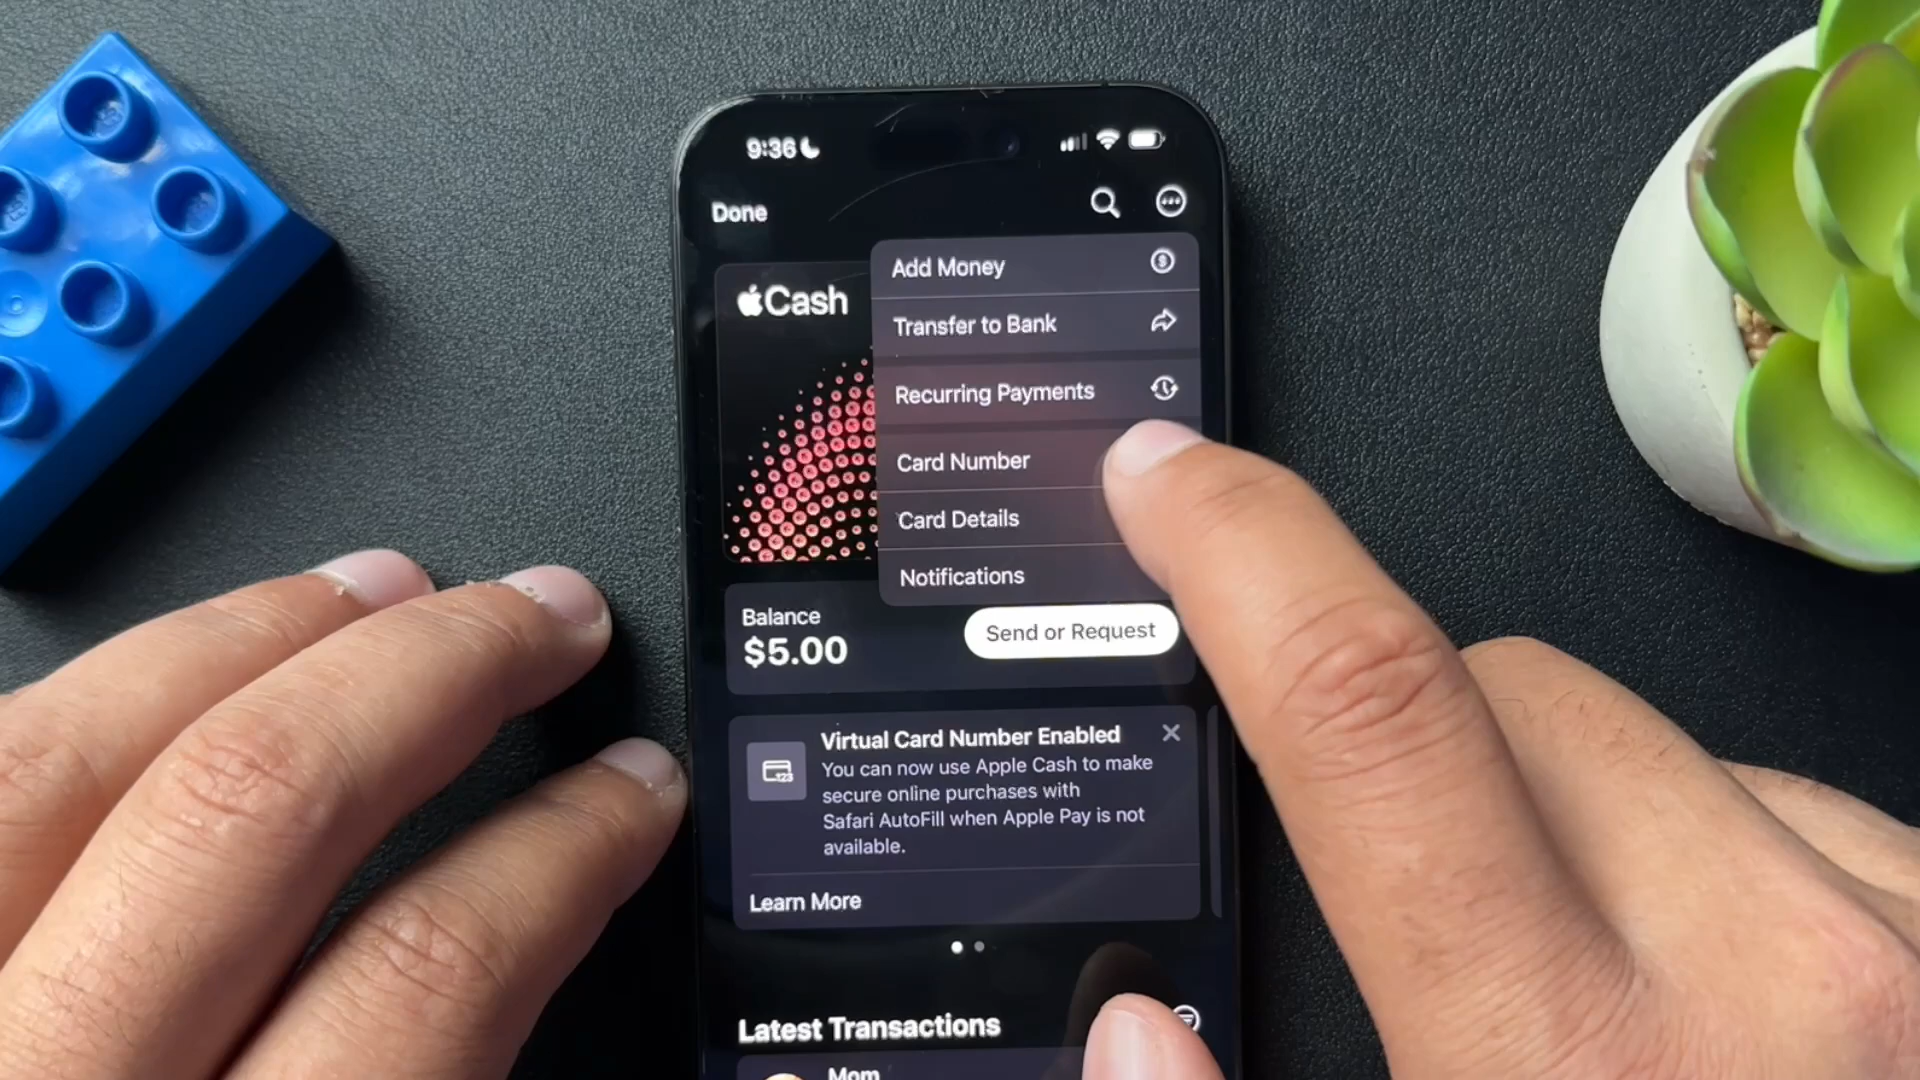 9:36
Done
Cash
Add Money
Transfer to Bank
Recurring Payments
Card Number
Card Details
Notifications
Balance
$5.00
Send or Request
Virtual Card Number Enabled
You can now use Apple Cash to make
secure online purchases with
Safari AutoFill when Apple Pay is not
available.
Learn More
Latest Transactions
Mom
123